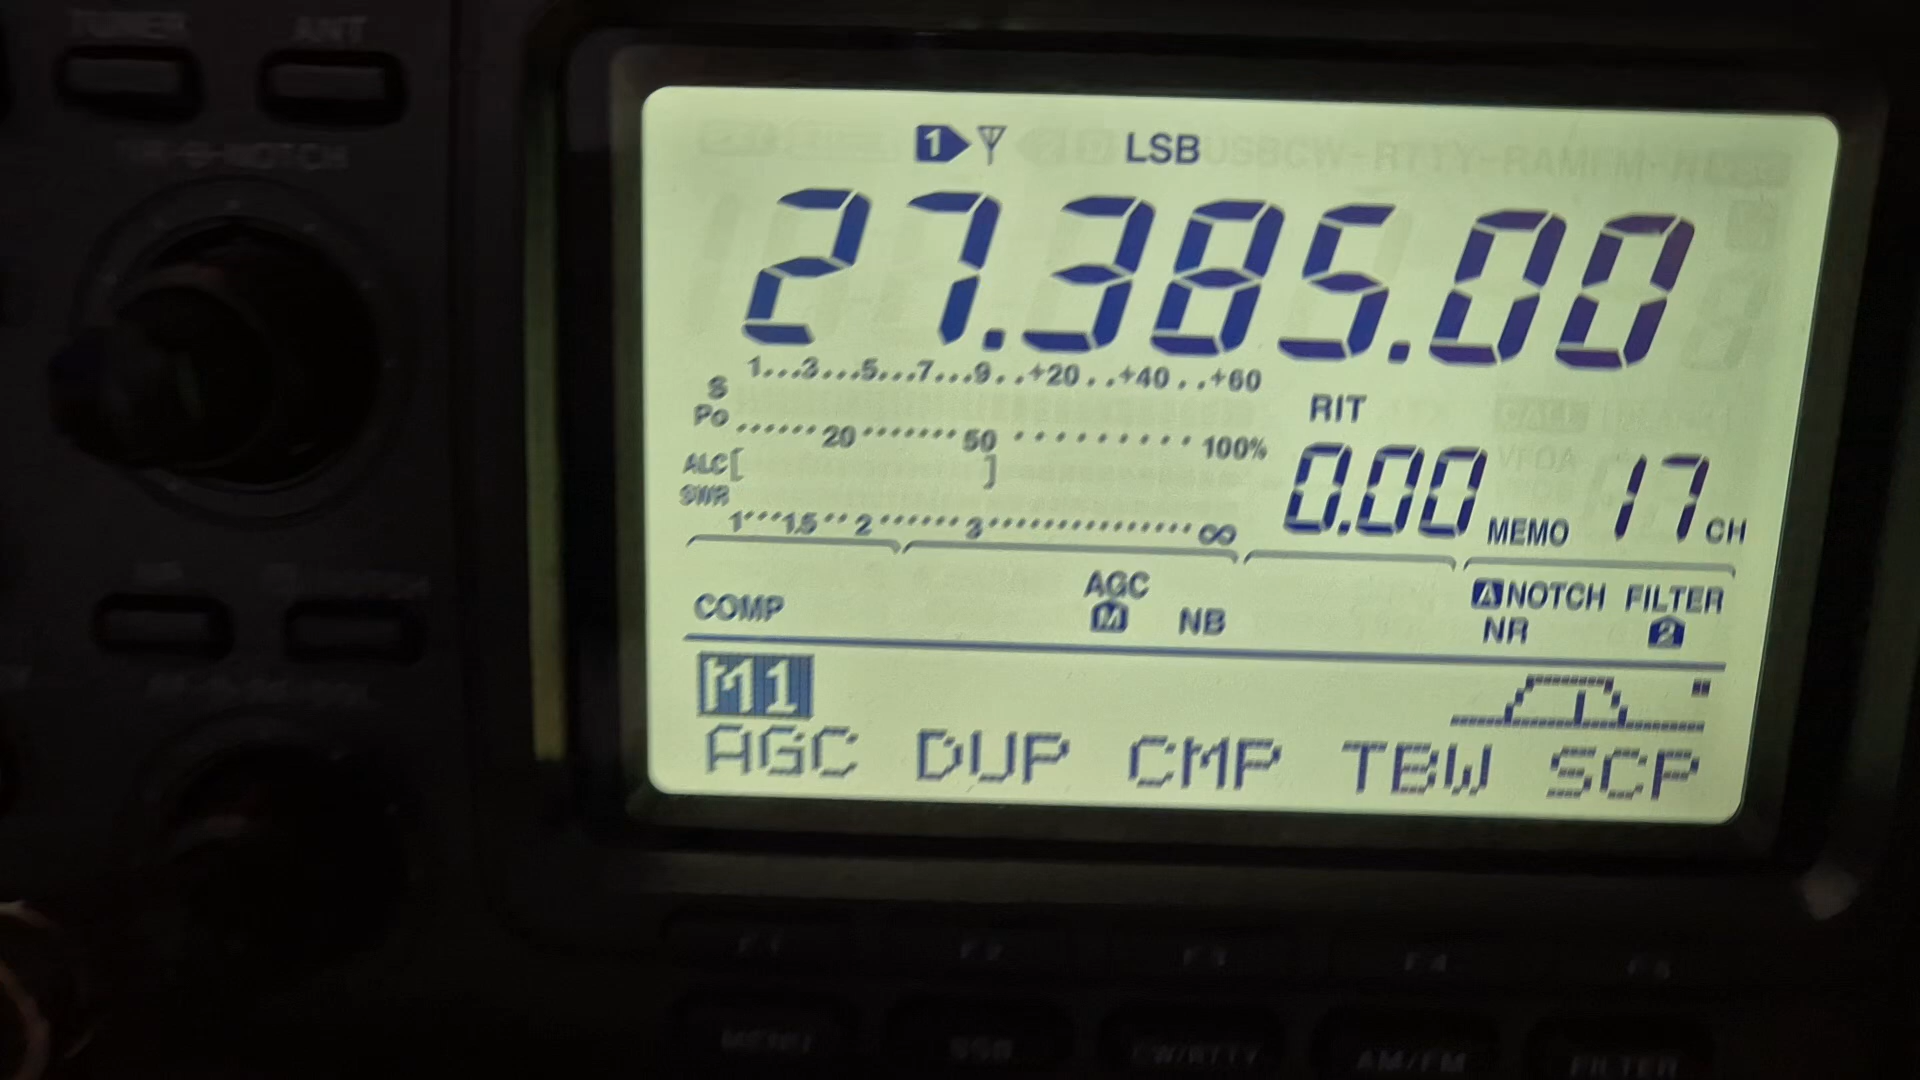 TUNER ANT
1 LSB
27.385.00
1...3...5...7...9..+20..+40..+60
S
RIT
Po 20 50 100%
ALC
0.00 MEMO 17 CH
SWR
1 1.5 2 3 ∞
COMP AGC M NB A NOTCH FILTER
NR 2
M1
AGC DUP CMP TBW SCP
F1 F2 F3 F4 F5
MENU SSB CW/RTTY AM/FM FILTER